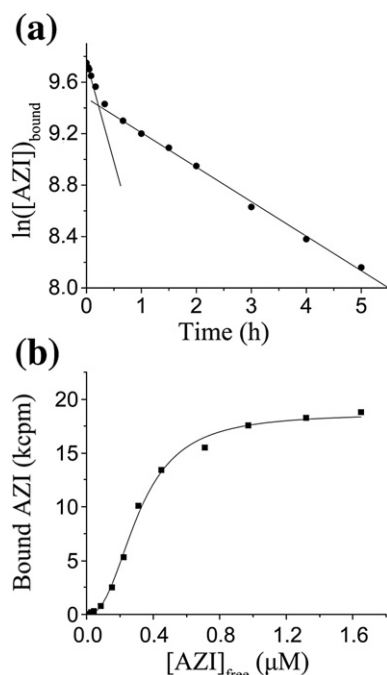 (a)
ln([AZI])bound
9.6
9.2
8.8
8.4
8.0
0 1 2 3 4 5
Time (h)
(b)
Bound AZI (kcpm)
20
15
10
5
0
0.0 0.4 0.8 1.2 1.6
[AZI]free (μM)